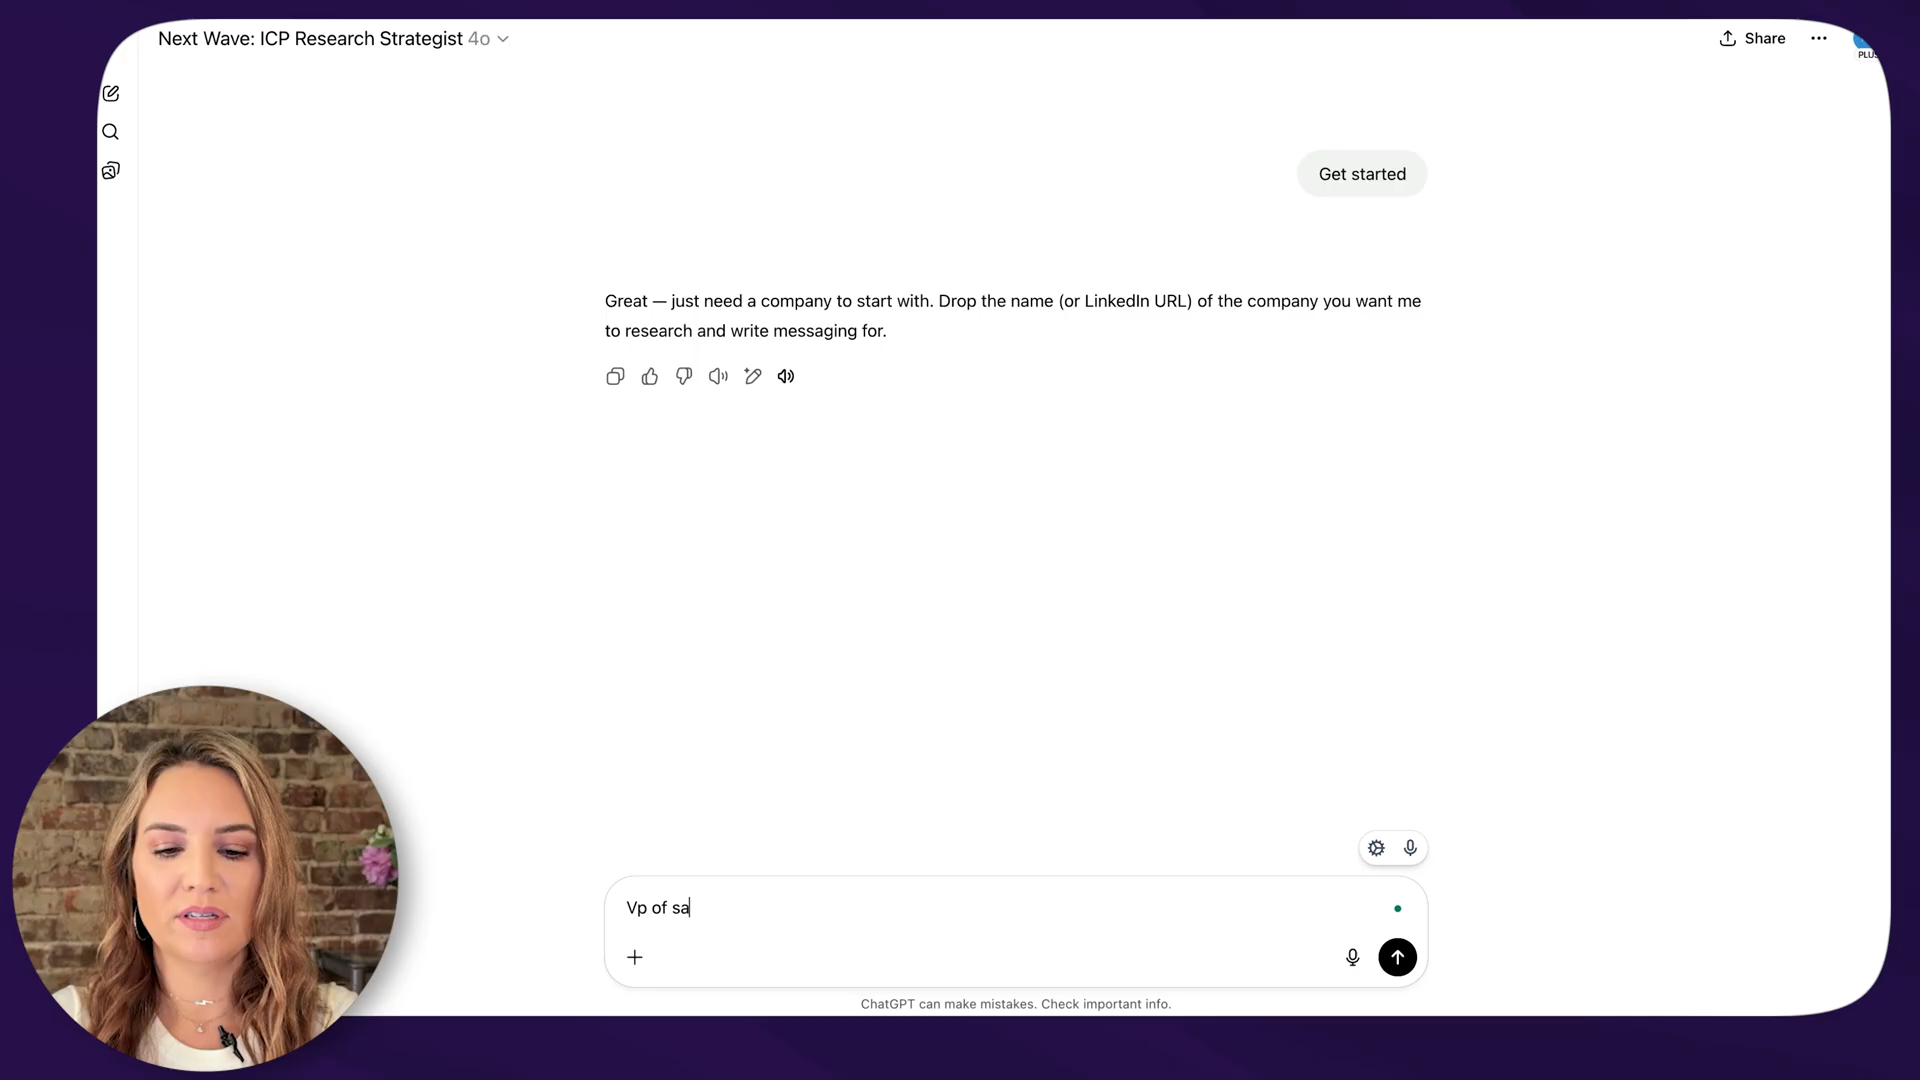 Next Wave: ICP Research Strategist 4o
Share
PLUS
Get started
Great — just need a company to start with. Drop the name (or LinkedIn URL) of the company you want me
to research and write messaging for.
Vp of sa
ChatGPT can make mistakes. Check important info.